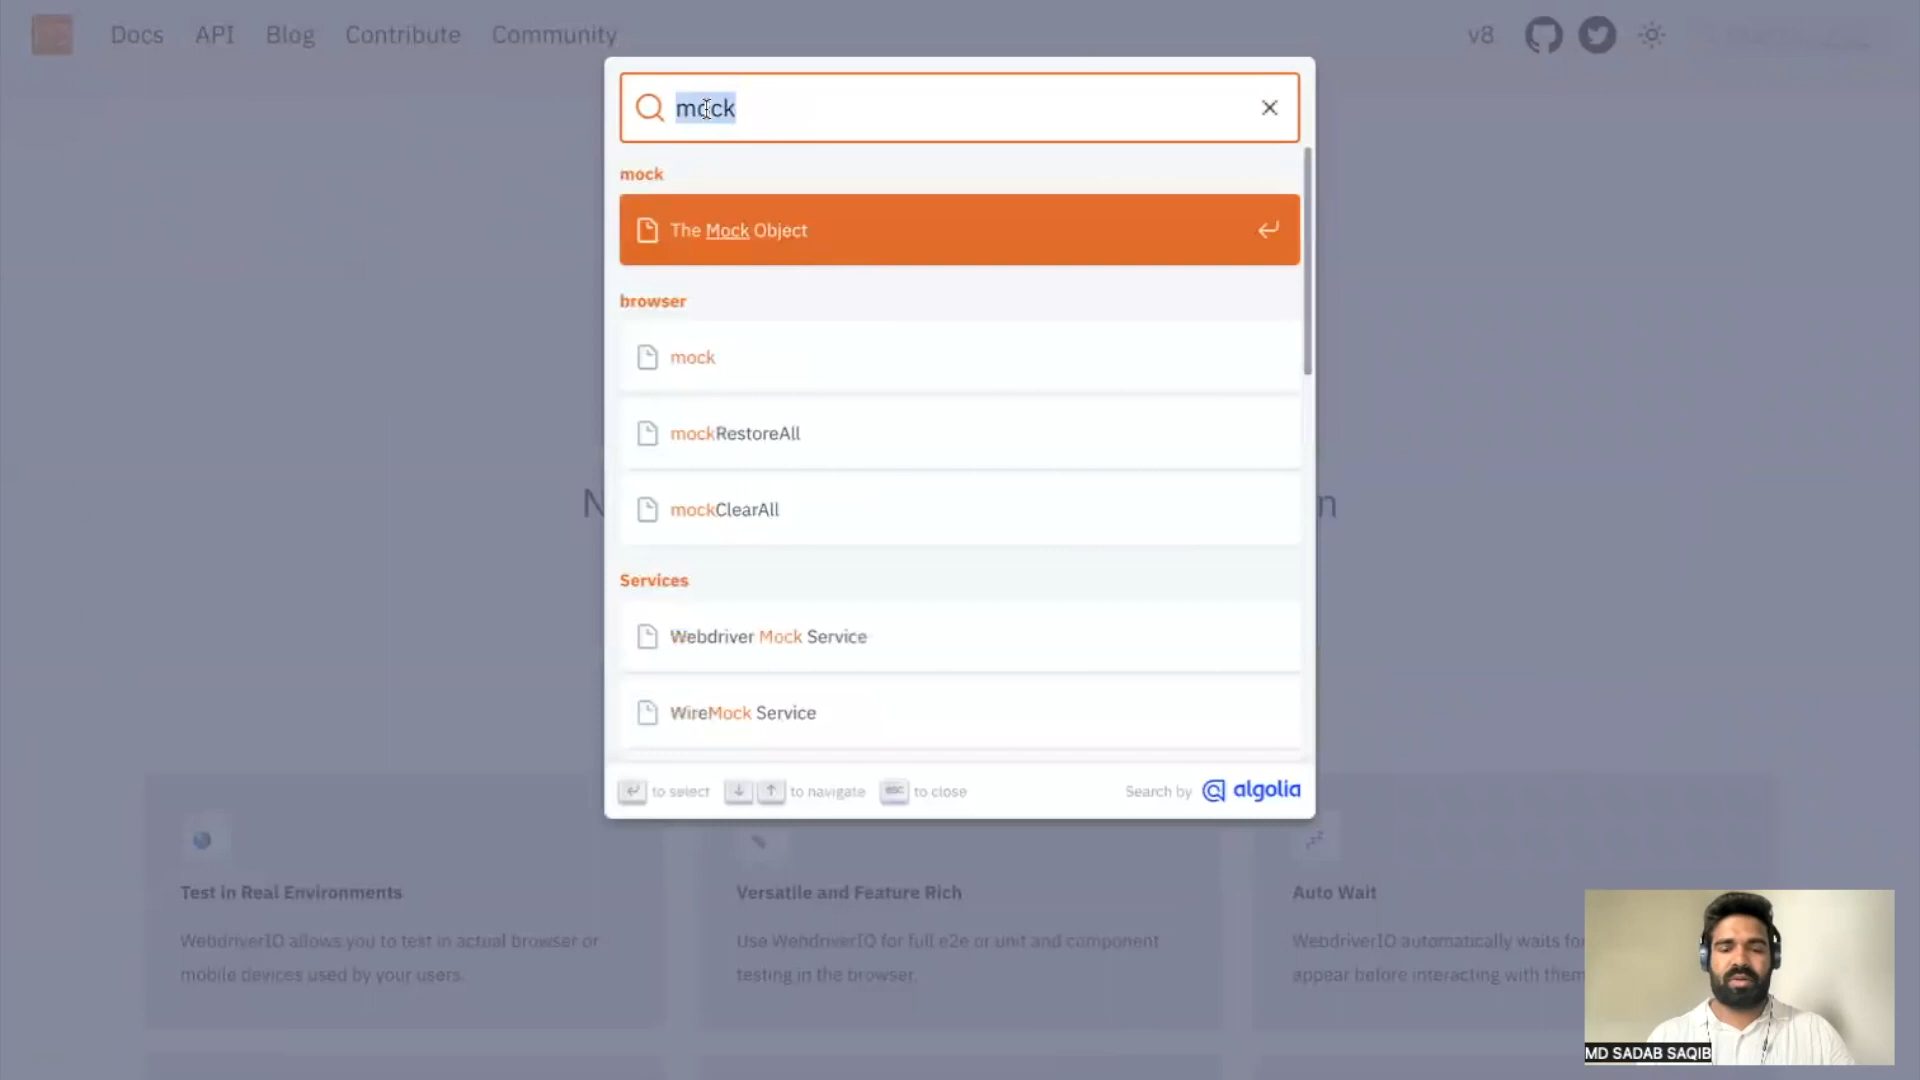 Docs API Blog Contribute Community v8
mock
mock
The Mock Object
browser
mock
mockRestoreAll
mockClearAll
Services
Webdriver Mock Service
WireMock Service
to select to navigate esc to close Search by algolia
Test in Real Environments
WebdriverIO allows you to test in actual browser or
mobile devices used by your users.
Versatile and Feature Rich
Use WebdriverIO for full e2e or unit and component
testing in the browser.
Auto Wait
WebdriverIO automatically waits for
appear before interacting with them
MD SADAB SAQIB